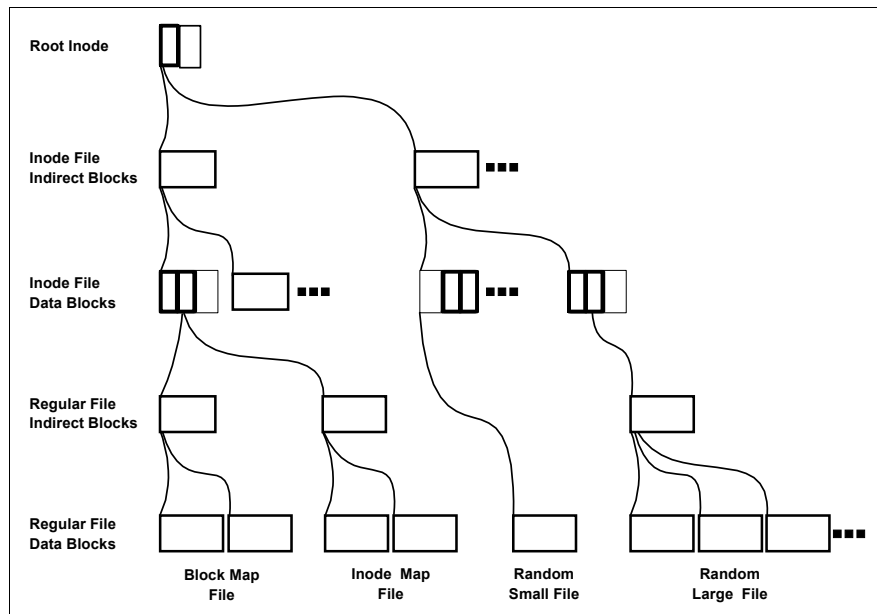 Root Inode
Inode File
Indirect Blocks
Inode File
Data Blocks
Regular File
Indirect Blocks
Regular File
Data Blocks
Block Map
File
Inode Map
File
Random
Small File
Random
Large File